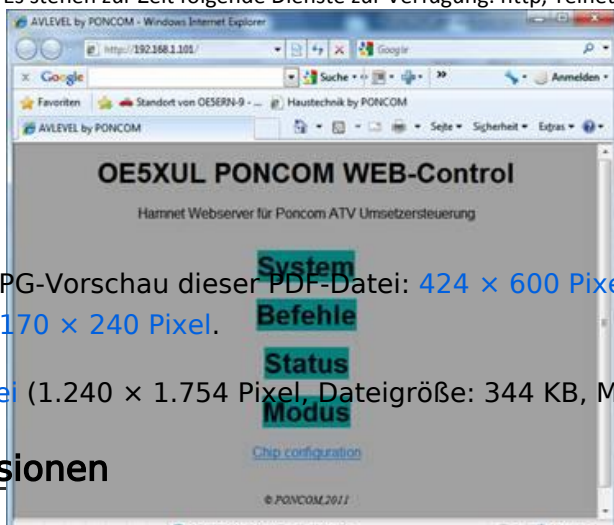 Es stehen zur Zeit folgende Dienste zur Verfügung: http, Telnet
AVLEVEL by PONCOM - Windows Internet Explorer
http://192.168.1.101/
Google
Google Suche Anmelden
Favoriten Standort von OE5ERN-9 - ... Haustechnik by PONCOM
AVLEVEL by PONCOM Seite Sicherheit Extras
OE5XUL PONCOM WEB-Control
Hamnet Webserver für Poncom ATV Umsetzersteuerung
System
PG-Vorschau dieser PDF-Datei: 424 × 600 Pixe
Befehle
170 × 240 Pixel.
Status
ei (1.240 × 1.754 Pixel, Dateigröße: 344 KB, M
Modus
Chip configuration
sionen
© PONCOM,2011